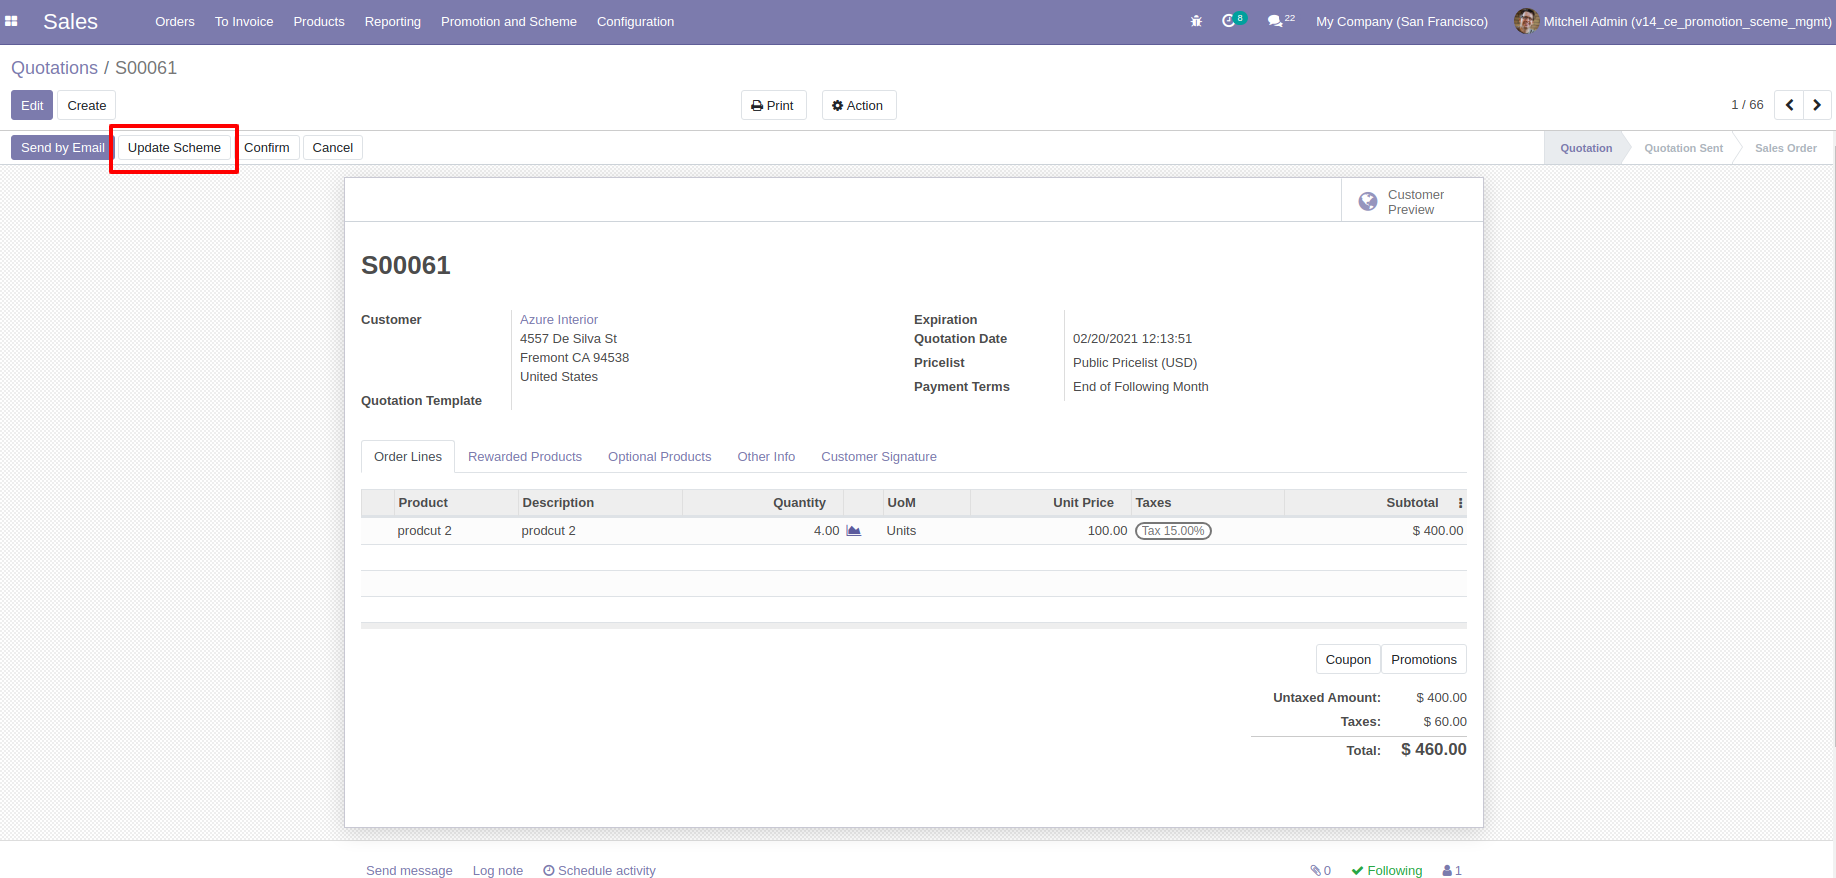 Sales Orders To Invoice Products Reporting Promotion and Scheme Configuration 8 22 My Company (San Francisco) Mitchell Admin (v14_ce_promotion_sceme_mgmt)
Quotations / S00061
Edit Create Print Action 1 / 66
Send by Email Update Scheme Confirm Cancel Quotation Quotation Sent Sales Order
Customer
Preview
S00061
Customer Azure Interior Expiration
4557 De Silva St Quotation Date 02/20/2021 12:13:51
Fremont CA 94538 Pricelist Public Pricelist (USD)
United States Payment Terms End of Following Month
Quotation Template
Order Lines Rewarded Products Optional Products Other Info Customer Signature
Product Description Quantity UoM Unit Price Taxes Subtotal
prodcut 2 prodcut 2 4.00 Units 100.00 Tax 15.00% $ 400.00
Coupon Promotions
Untaxed Amount: $ 400.00
Taxes: $ 60.00
Total: $ 460.00
Send message Log note Schedule activity 0 Following 1